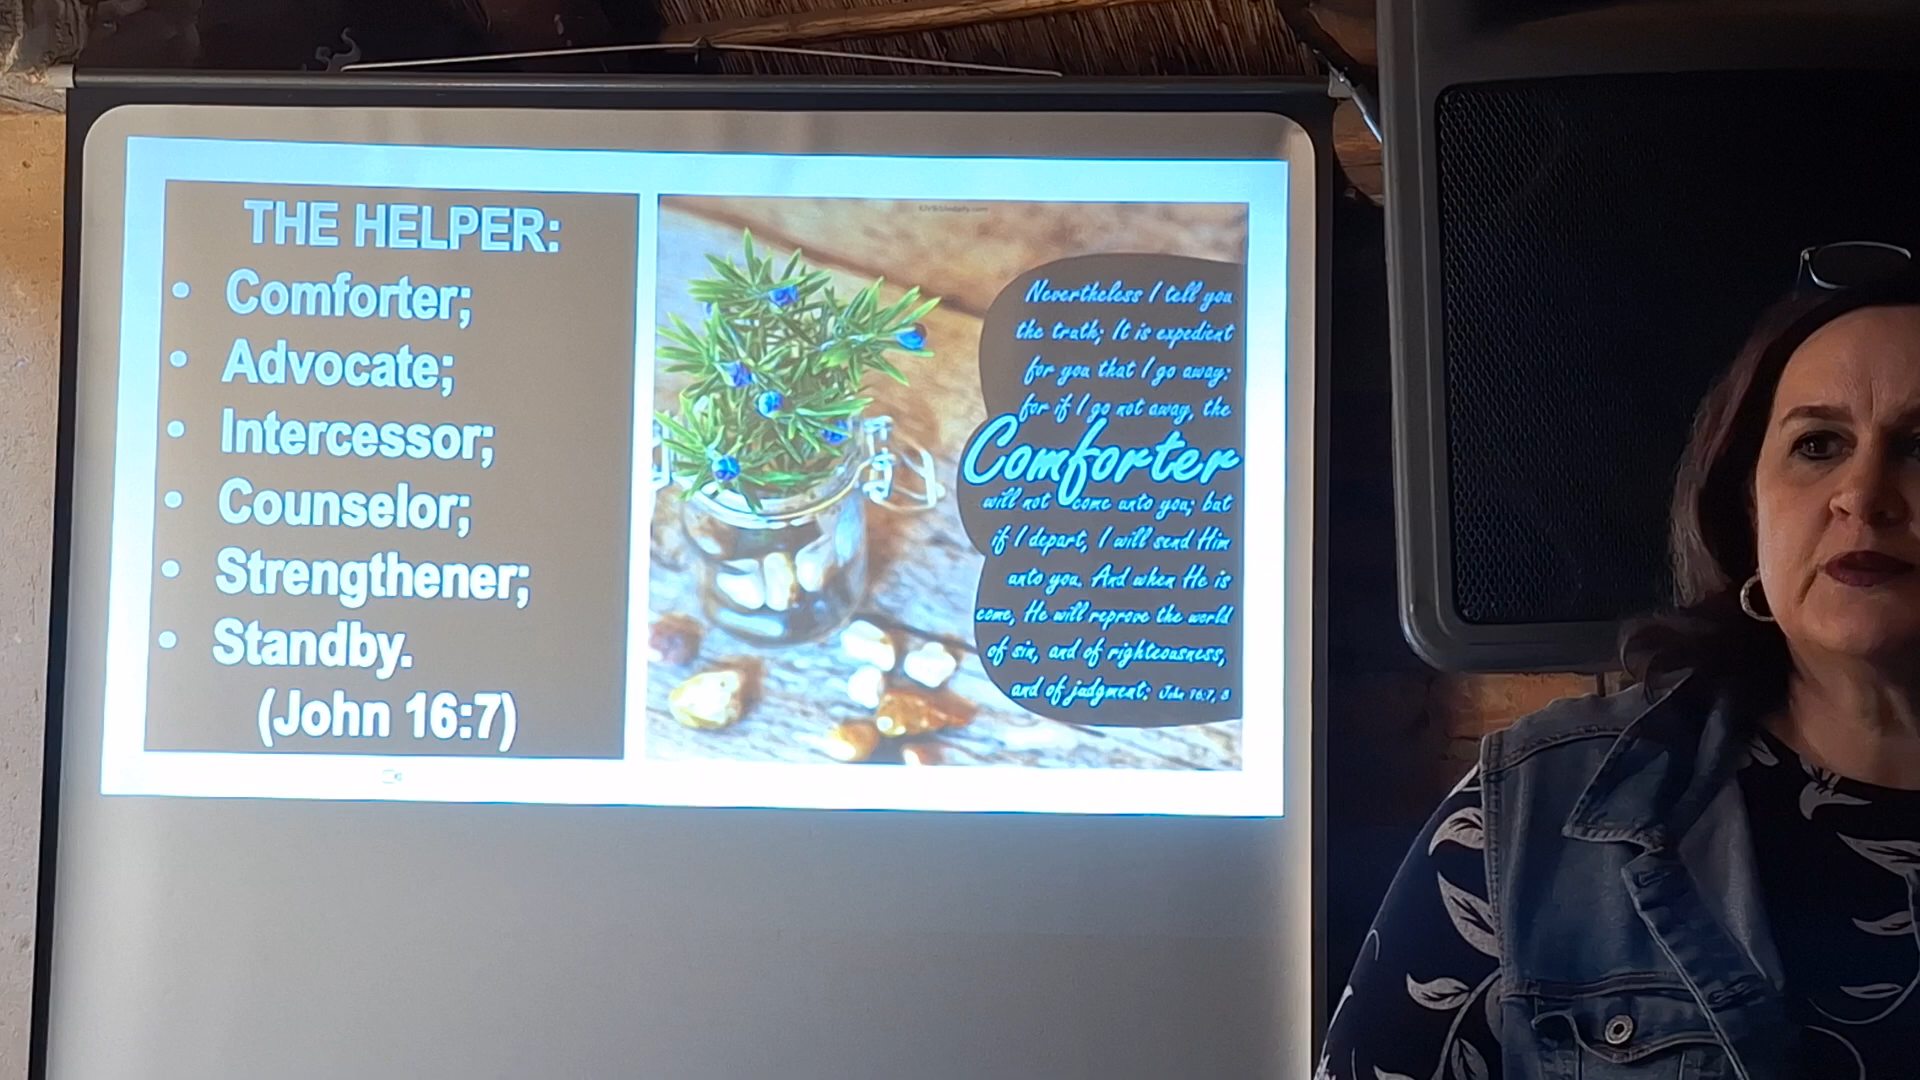 THE HELPER:
• Comforter;
• Advocate;
• Intercessor;
• Counselor;
• Strengthener;
• Standby.
(John 16:7)
Nevertheless I tell you
the truth; It is expedient
for you that I go away:
for if I go not away, the
Comforter
will not come unto you; but
if I depart, I will send Him
unto you. And when He is
come, He will reprove the world
of sin, and of righteousness,
and of judgment: John 16:7, 8